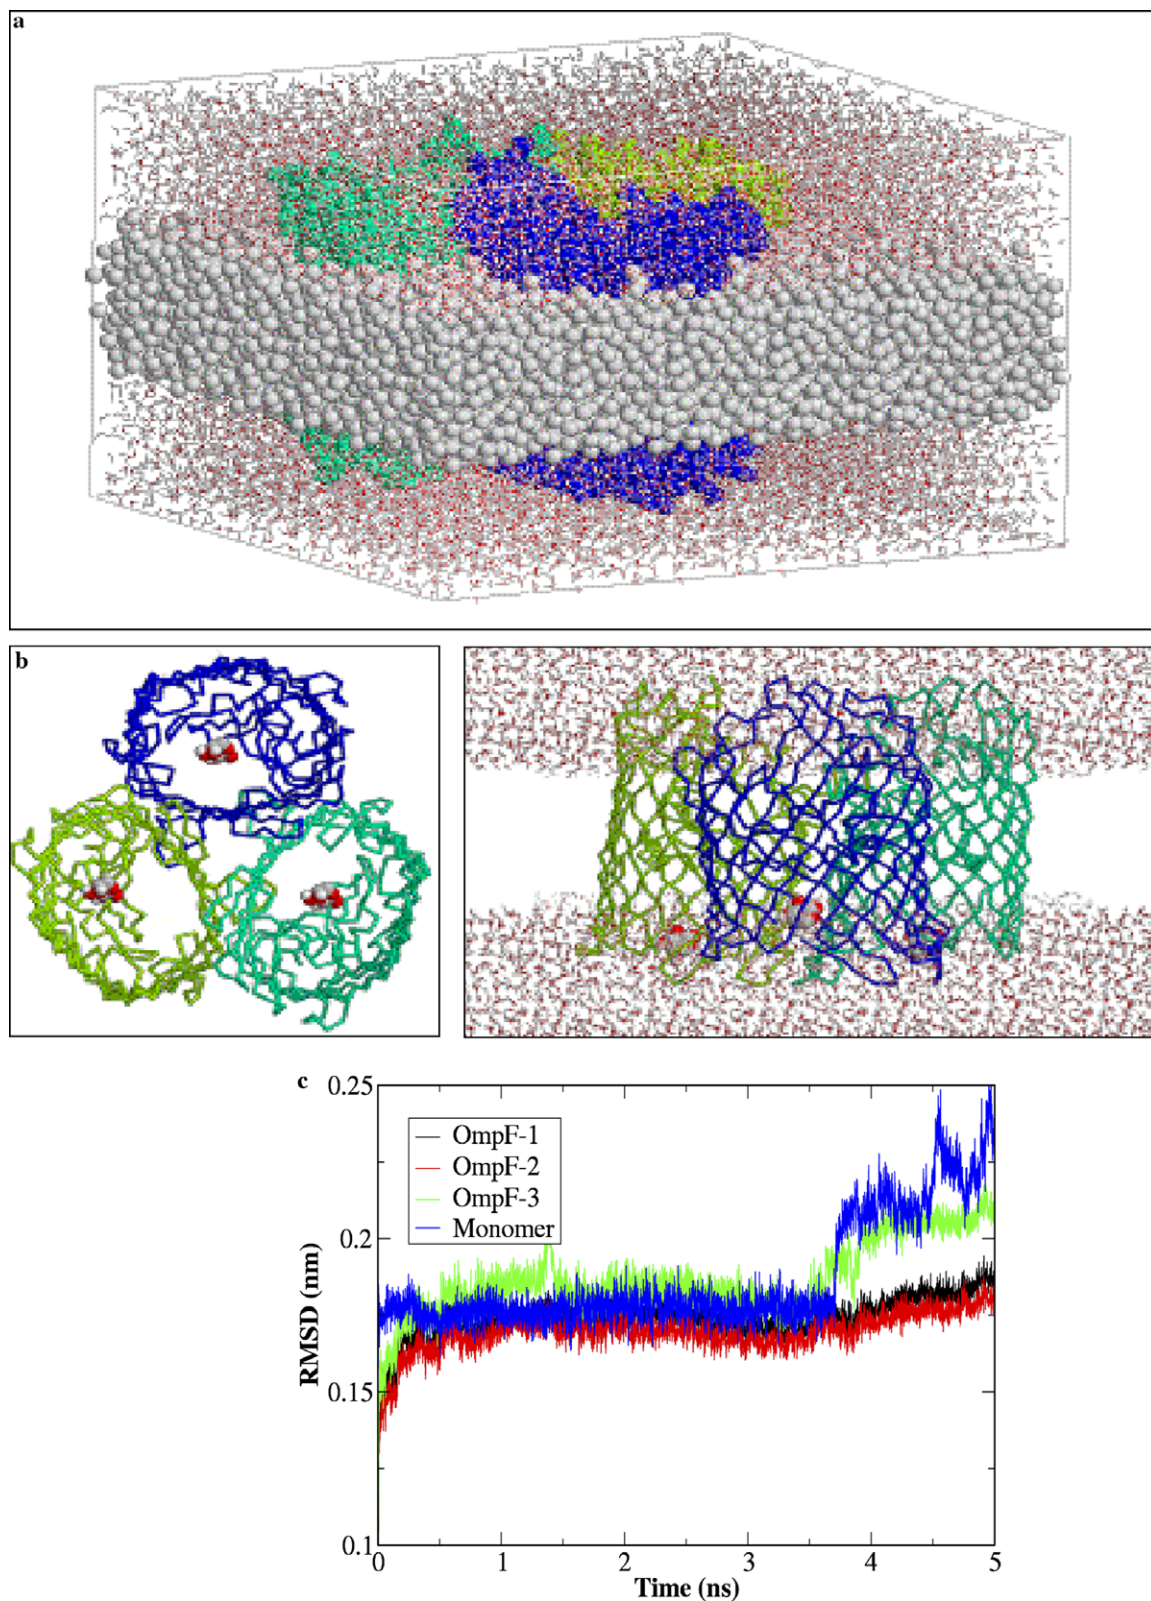 a
b
c
0.25
0.2
0.15
0.1
RMSD (nm)
OmpF-1
OmpF-2
OmpF-3
Monomer
0 1 2 3 4 5
Time (ns)